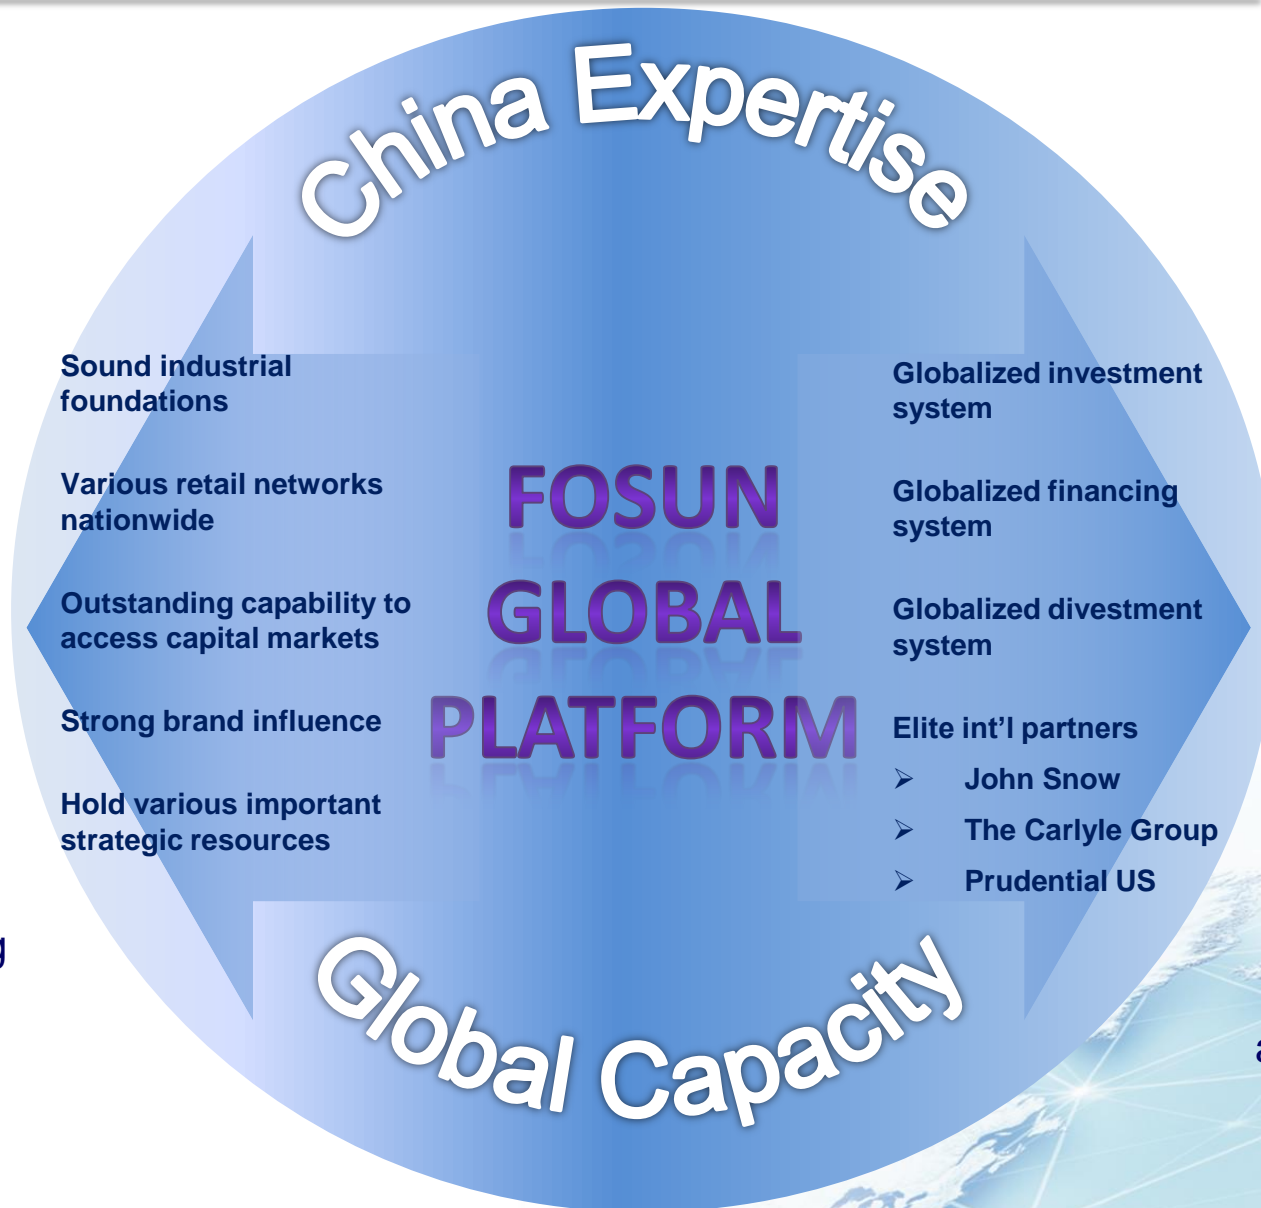 China Expertise
Sound industrial
foundations
Various retail networks
nationwide
Outstanding capability to
access capital markets
Strong brand influence
Hold various important
strategic resources
FOSUN
GLOBAL
PLATFORM
Globalized investment
system
Globalized financing
system
Globalized divestment
system
Elite int’l partners
➢ John Snow
➢ The Carlyle Group
➢ Prudential US
Global Capacity